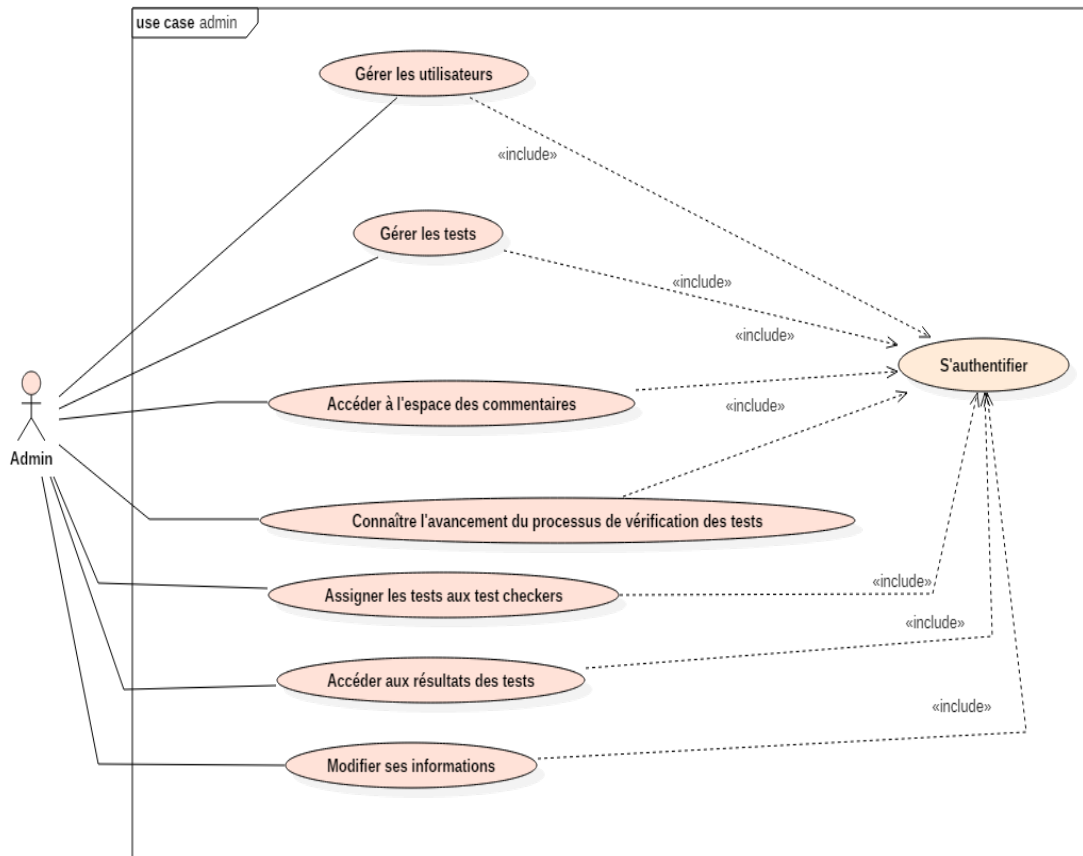 use case admin
Gérer les utilisateurs
«include»
Gérer les tests
«include»
«include»
S'authentifier
Accéder à l'espace des commentaires
«include»
Admin
Connaître l'avancement du processus de vérification des tests
«include»
Assigner les tests aux test checkers
«include»
Accéder aux résultats des tests
«include»
Modifier ses informations